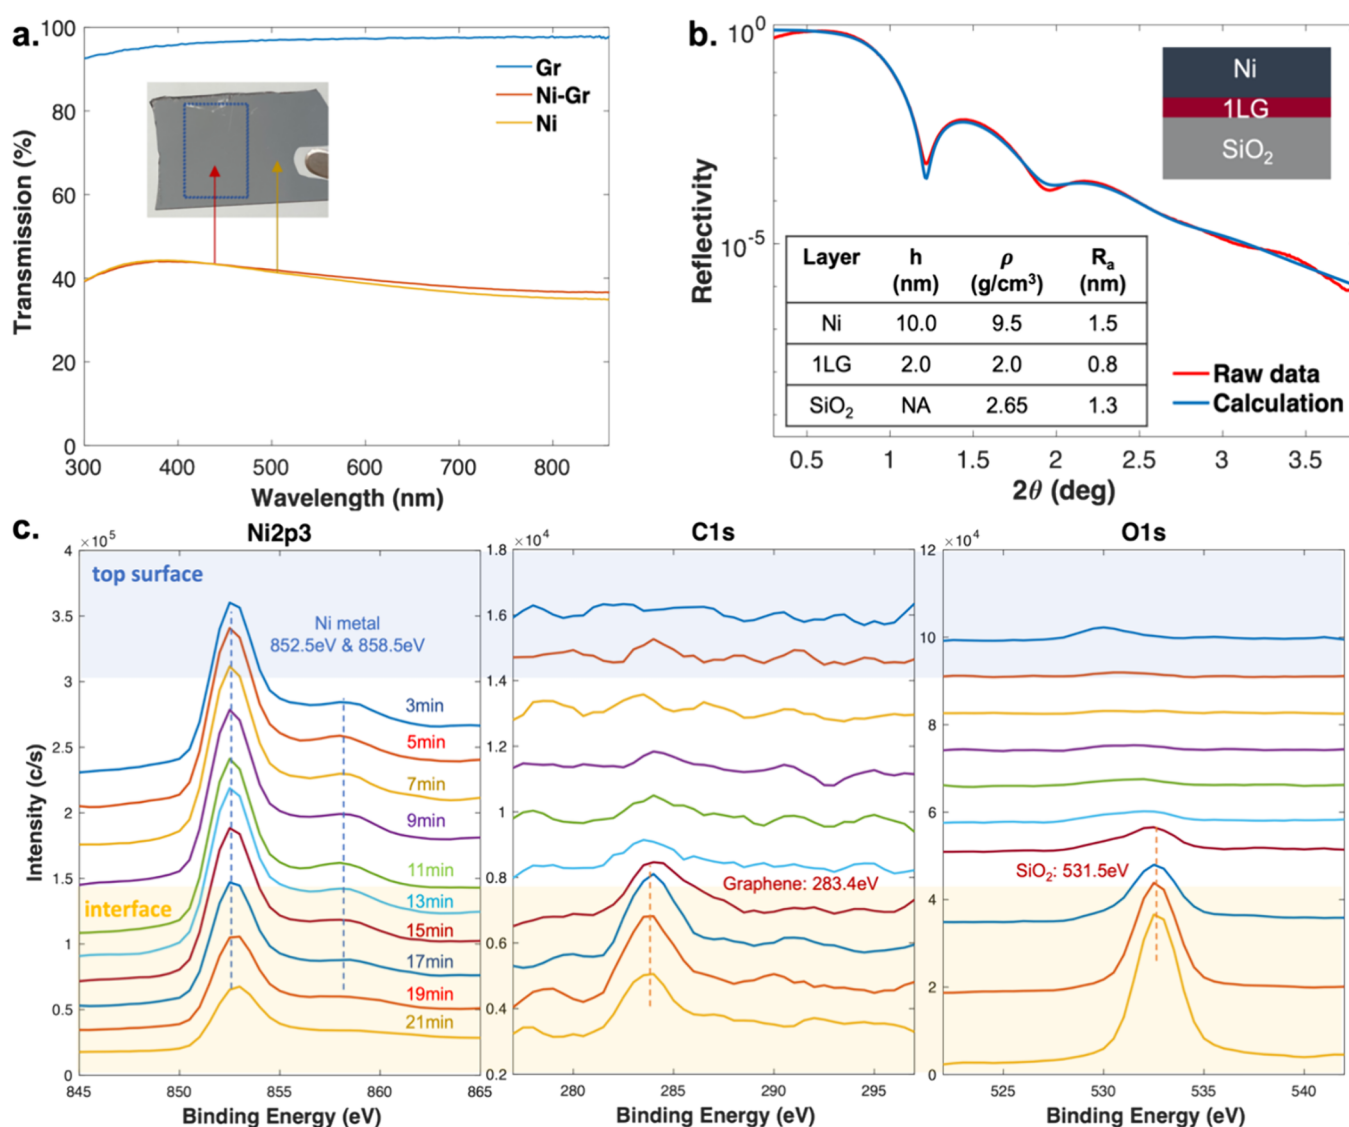 a.
100
80
60
40
20
0
Transmission (%)
Gr
Ni-Gr
Ni
300 400 500 600 700 800
Wavelength (nm)
b.
10⁰
10⁻⁵
Reflectivity
Ni
1LG
SiO₂
Layer h (nm) ρ (g/cm³) Rₐ (nm)
Ni 10.0 9.5 1.5
1LG 2.0 2.0 0.8
SiO₂ NA 2.65 1.3
Raw data
Calculation
0.5 1 1.5 2 2.5 3 3.5
2θ (deg)
c.
Ni2p3
×10⁵
4
3.5
3
2.5
2
1.5
1
0.5
0
Intensity (c/s)
top surface
Ni metal
852.5eV & 858.5eV
3min
5min
7min
9min
11min
13min
15min
17min
19min
21min
interface
845 850 855 860 865
Binding Energy (eV)
C1s
×10⁴
1.8
1.6
1.4
1.2
1
0.8
0.6
0.4
0.2
Graphene: 283.4eV
280 285 290 295
Binding Energy (eV)
O1s
×10⁴
12
10
8
6
4
2
0
SiO₂: 531.5eV
525 530 535 540
Binding Energy (eV)